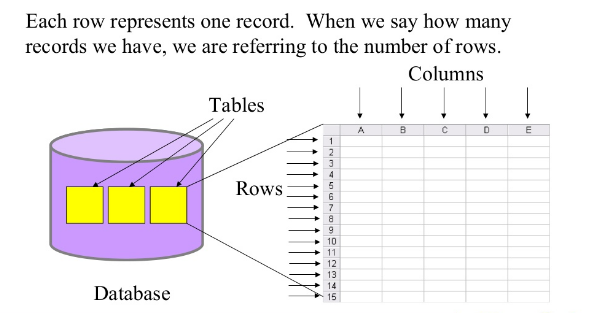 Each row represents one record.  When we say how many
records we have, we are referring to the number of rows.
Columns
Tables
A B C D E
1
2
3
4
Rows
5
6
7
8
9
10
11
12
13
14
15
Database